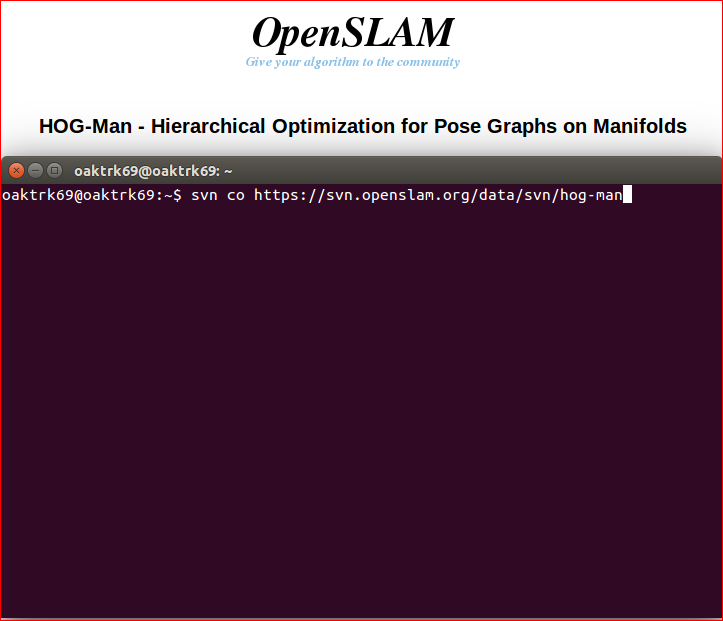 OpenSLAM
Give your algorithm to the community
HOG-Man - Hierarchical Optimization for Pose Graphs on Manifolds
oaktrk69@oaktrk69: ~
oaktrk69@oaktrk69:~$ svn co https://svn.openslam.org/data/svn/hog-man